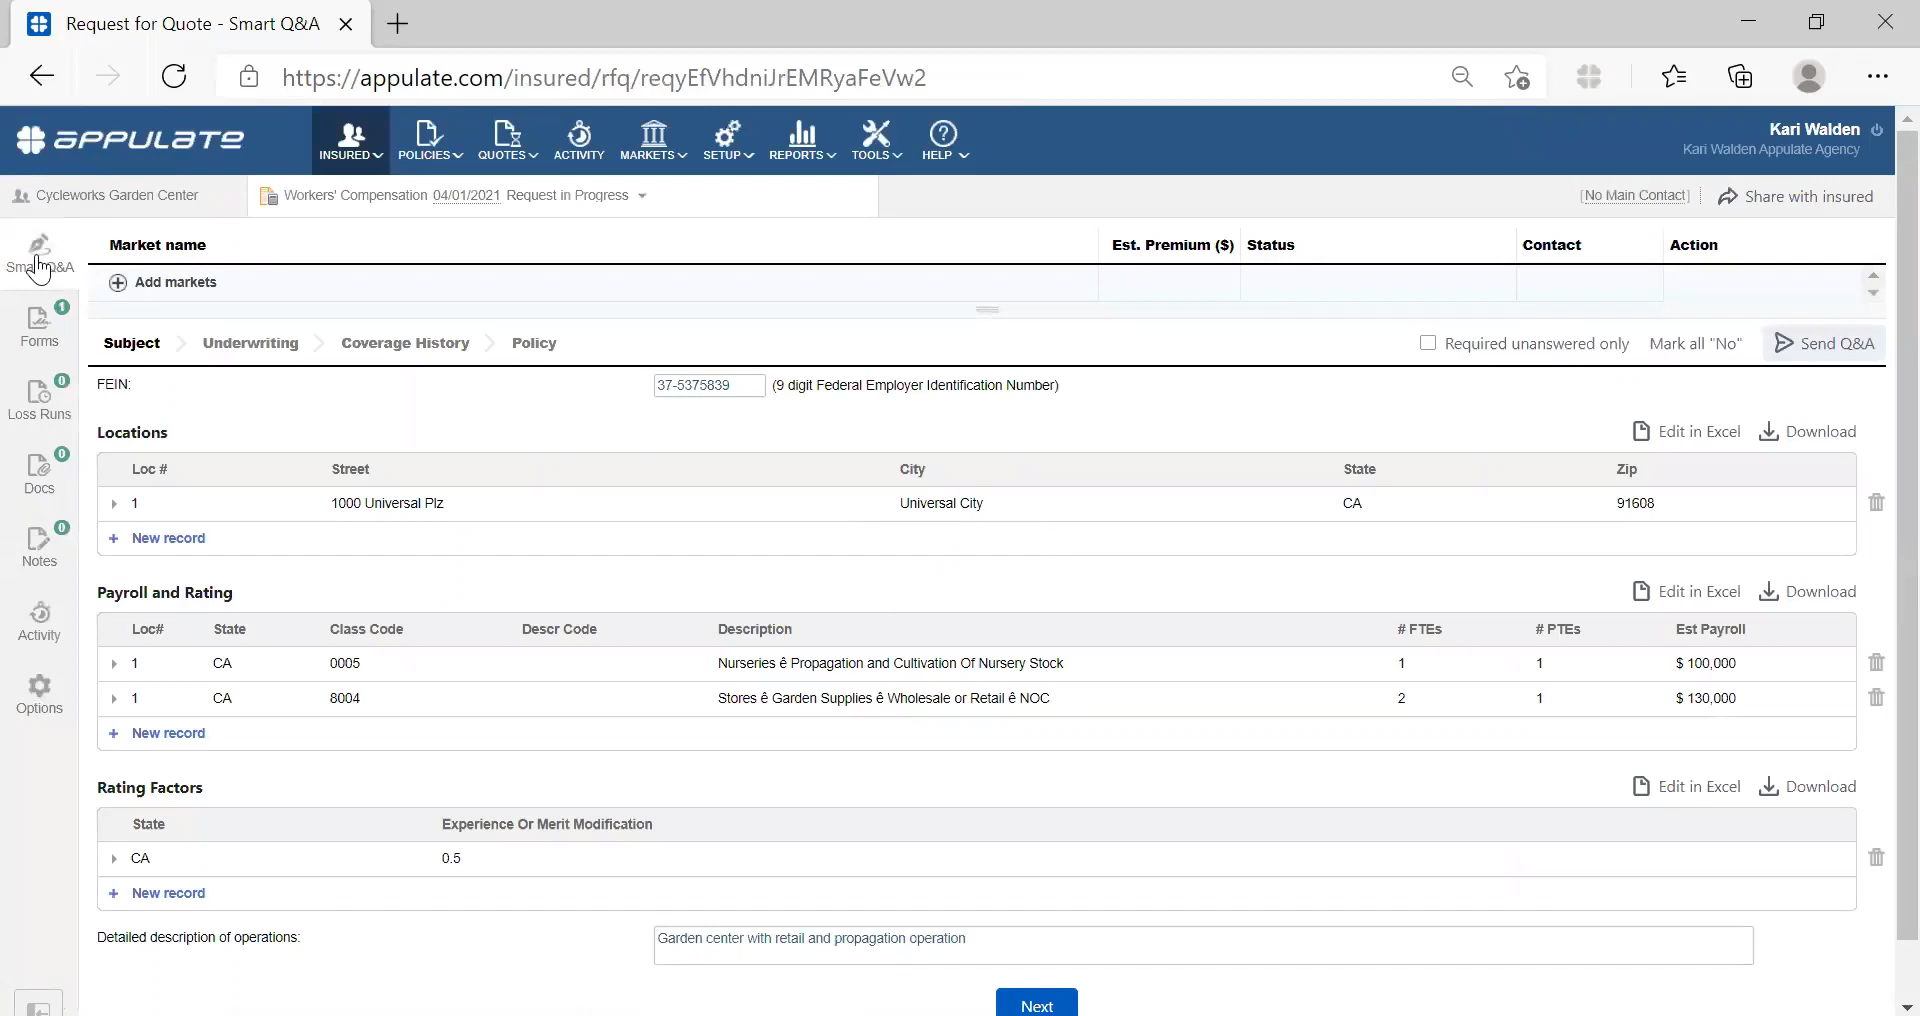 Request for Quote - Smart Q&A
https://appulate.com/insured/rfq/reqyEfVhdniJrEMRyaFeVw2
APPULATE
INSURED
POLICIES
QUOTES
ACTIVITY
MARKETS
SETUP
REPORTS
TOOLS
HELP
Kari Walden
Kari Walden Appulate Agency
Cycleworks Garden Center
Workers' Compensation 04/01/2021 Request in Progress
[No Main Contact]
Share with insured
Smart Q&A
Market name Est. Premium ($) Status Contact Action
Add markets
1
Forms
Subject Underwriting Coverage History Policy
Required unanswered only Mark all "No" Send Q&A
FEIN: 37-5375839 (9 digit Federal Employer Identification Number)
0
Loss Runs
Locations Edit in Excel Download
0
Docs
Loc # Street City State Zip
1 1000 Universal Plz Universal City CA 91608
0
Notes
+ New record
Payroll and Rating Edit in Excel Download
Activity
Loc# State Class Code Descr Code Description # FTEs # PTEs Est Payroll
1 CA 0005 Nurseries ê Propagation and Cultivation Of Nursery Stock 1 1 $ 100,000
1 CA 8004 Stores ê Garden Supplies ê Wholesale or Retail ê NOC 2 1 $ 130,000
Options
+ New record
Rating Factors Edit in Excel Download
State Experience Or Merit Modification
CA 0.5
+ New record
Detailed description of operations: Garden center with retail and propagation operation
Next